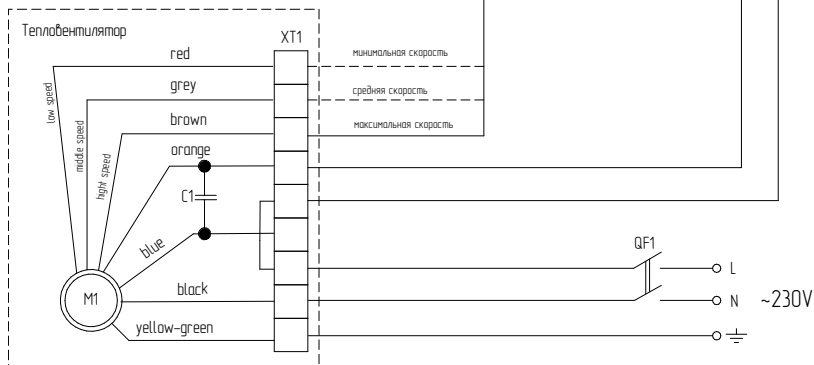 Тепловентилятор
XT1
red
минимальная скорость
low speed
grey
средняя скорость
middle speed
brown
максимальная скорость
hight speed
orange
C1
blue
QF1
L
M1
black
N ~230V
yellow-green